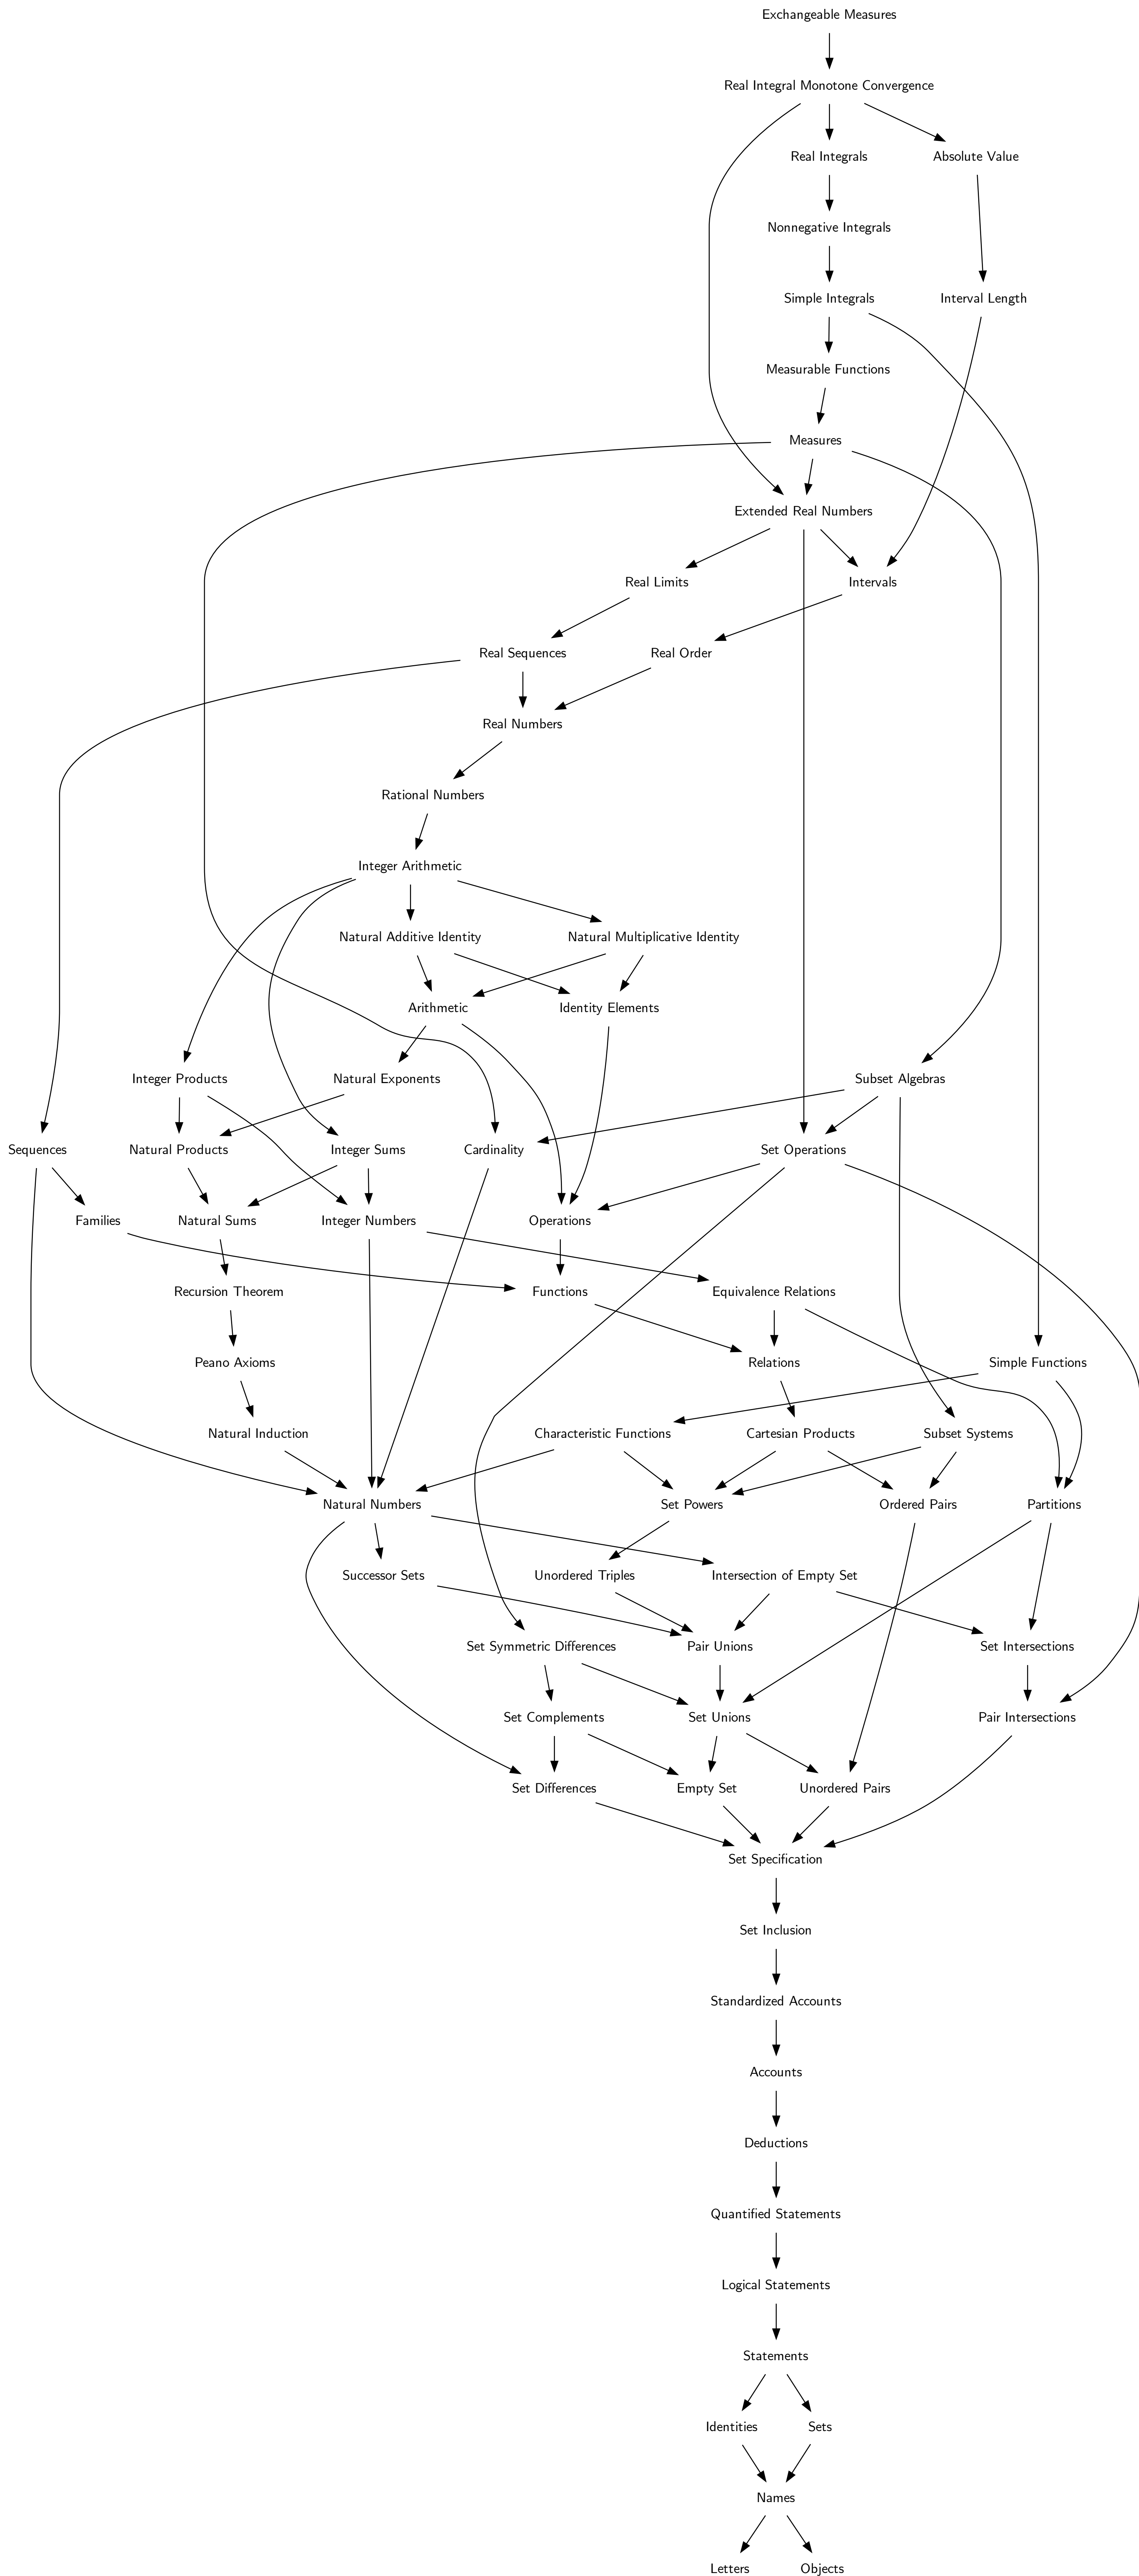 Exchangeable Measures
Real Integral Monotone Convergence
Real Integrals
Absolute Value
Nonnegative Integrals
Simple Integrals
Interval Length
Measurable Functions
Measures
Extended Real Numbers
Real Limits
Intervals
Real Sequences
Real Order
Real Numbers
Rational Numbers
Integer Arithmetic
Natural Additive Identity
Natural Multiplicative Identity
Arithmetic
Identity Elements
Integer Products
Natural Exponents
Subset Algebras
Sequences
Natural Products
Integer Sums
Cardinality
Set Operations
Families
Natural Sums
Integer Numbers
Operations
Recursion Theorem
Functions
Equivalence Relations
Peano Axioms
Relations
Simple Functions
Natural Induction
Characteristic Functions
Cartesian Products
Subset Systems
Natural Numbers
Set Powers
Ordered Pairs
Partitions
Successor Sets
Unordered Triples
Intersection of Empty Set
Set Symmetric Differences
Pair Unions
Set Intersections
Set Complements
Set Unions
Pair Intersections
Set Differences
Empty Set
Unordered Pairs
Set Specification
Set Inclusion
Standardized Accounts
Accounts
Deductions
Quantified Statements
Logical Statements
Statements
Identities
Sets
Names
Letters
Objects